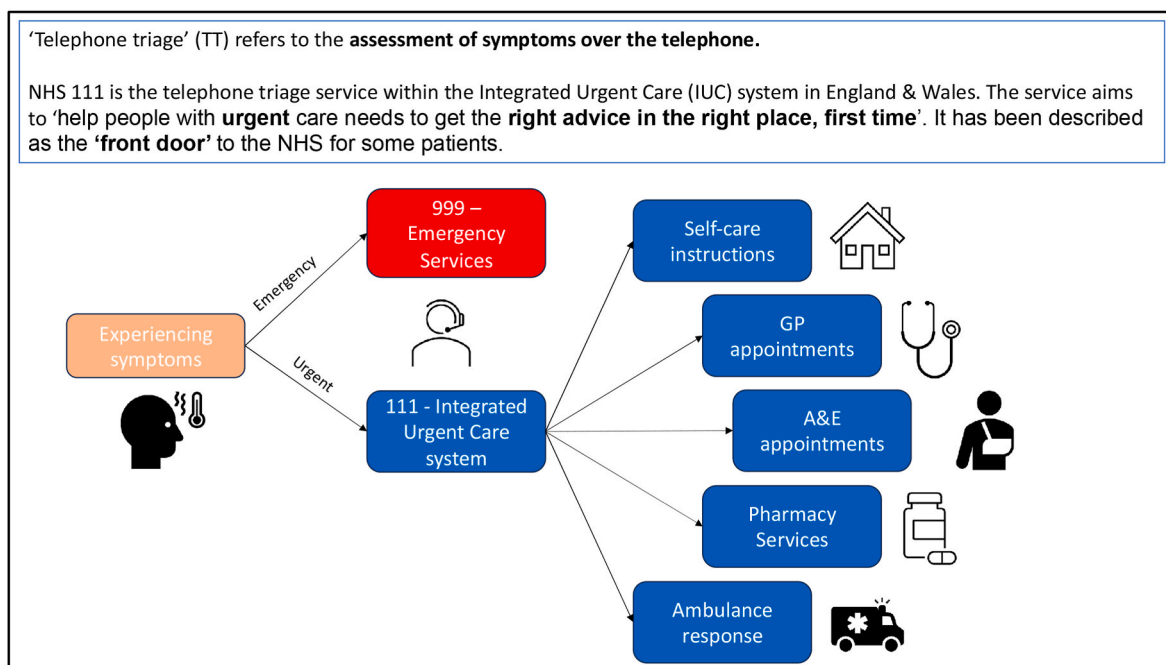 ‘Telephone triage’ (TT) refers to the assessment of symptoms over the telephone.
NHS 111 is the telephone triage service within the Integrated Urgent Care (IUC) system in England & Wales. The service aims
to ‘help people with urgent care needs to get the right advice in the right place, first time’. It has been described
as the ‘front door’ to the NHS for some patients.
999 –
Emergency
Services
Emergency
Experiencing
symptoms
Urgent
111 - Integrated
Urgent Care
system
Self-care
instructions
GP
appointments
A&E
appointments
Pharmacy
Services
Ambulance
response